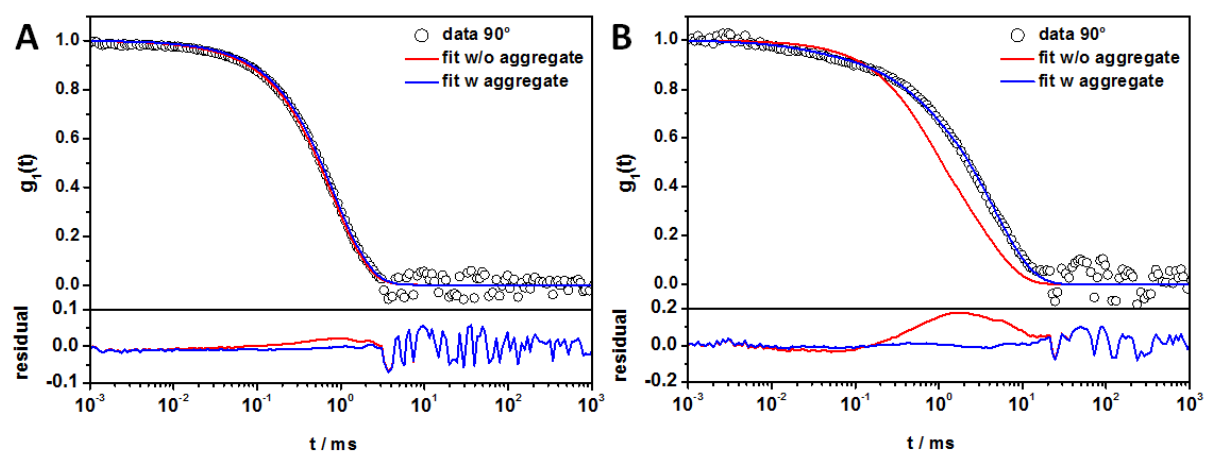 A
data 90°
fit w/o aggregate
fit w aggregate
1.0
0.8
0.6
0.4
0.2
0.0
g1(t)
0.1
0.0
-0.1
residual
10-3 10-2 10-1 100 101 102 103
t / ms
B
data 90°
fit w/o aggregate
fit w aggregate
1.0
0.8
0.6
0.4
0.2
0.0
g1(t)
0.2
0.0
-0.2
residual
10-3 10-2 10-1 100 101 102 103
t / ms